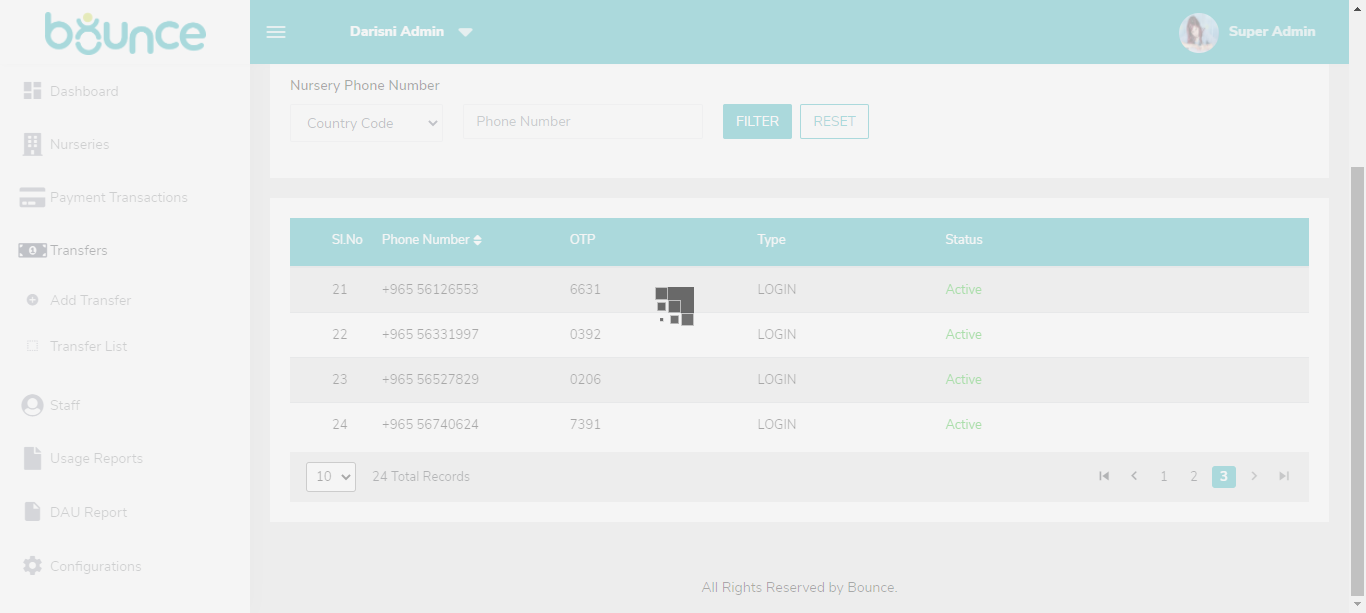 bounce
Darisni Admin
Super Admin
Dashboard
Nurseries
Payment Transactions
Transfers
Add Transfer
Transfer List
Staff
Usage Reports
DAU Report
Configurations
Nursery Phone Number
Country Code Phone Number FILTER RESET
Sl.No Phone Number OTP Type Status
21 +965 56126553 6631 LOGIN Active
22 +965 56331997 0392 LOGIN Active
23 +965 56527829 0206 LOGIN Active
24 +965 56740624 7391 LOGIN Active
10 24 Total Records 1 2 3
All Rights Reserved by Bounce.